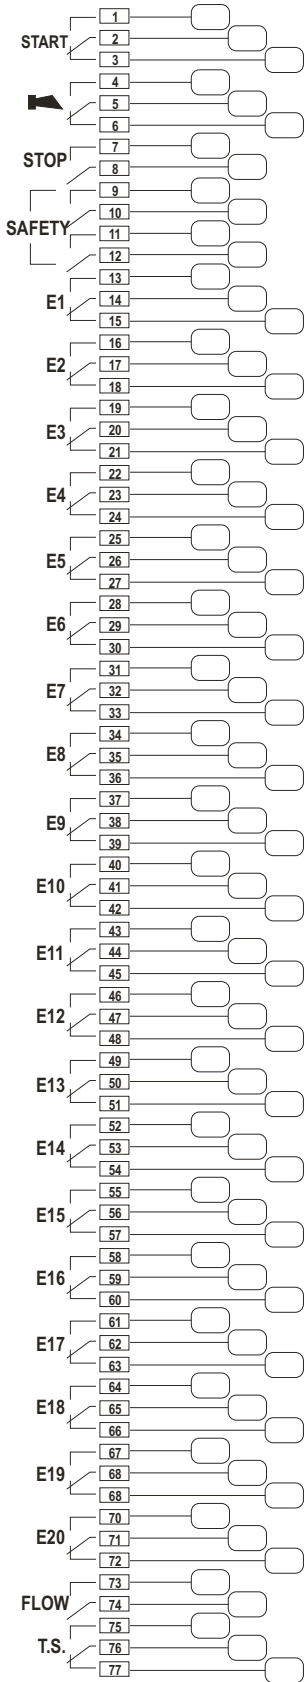 1
START 2
3
4
5
6
7
STOP 8
9
10
SAFETY 11
12
13
E1 14
15
16
E2 17
18
19
E3 20
21
22
E4 23
24
25
E5 26
27
28
E6 29
30
31
E7 32
33
34
E8 35
36
37
E9 38
39
40
E10 41
42
43
E11 44
45
46
E12 47
48
49
E13 50
51
52
E14 53
54
55
E15 56
57
58
E16 59
60
61
E17 62
63
64
E18 65
66
67
E19 68
68
70
E20 71
72
73
FLOW 74
75
T.S. 76
77